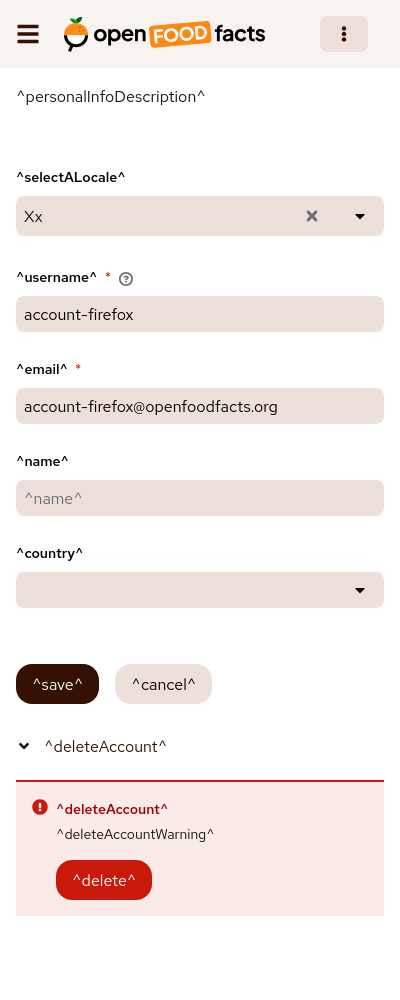 open FOOD facts
^personalInfoDescription^
^selectALocale^
Xx
^username^ *
account-firefox
^email^ *
account-firefox@openfoodfacts.org
^name^
^name^
^country^
^save^ ^cancel^
^deleteAccount^
^deleteAccount^
^deleteAccountWarning^
^delete^